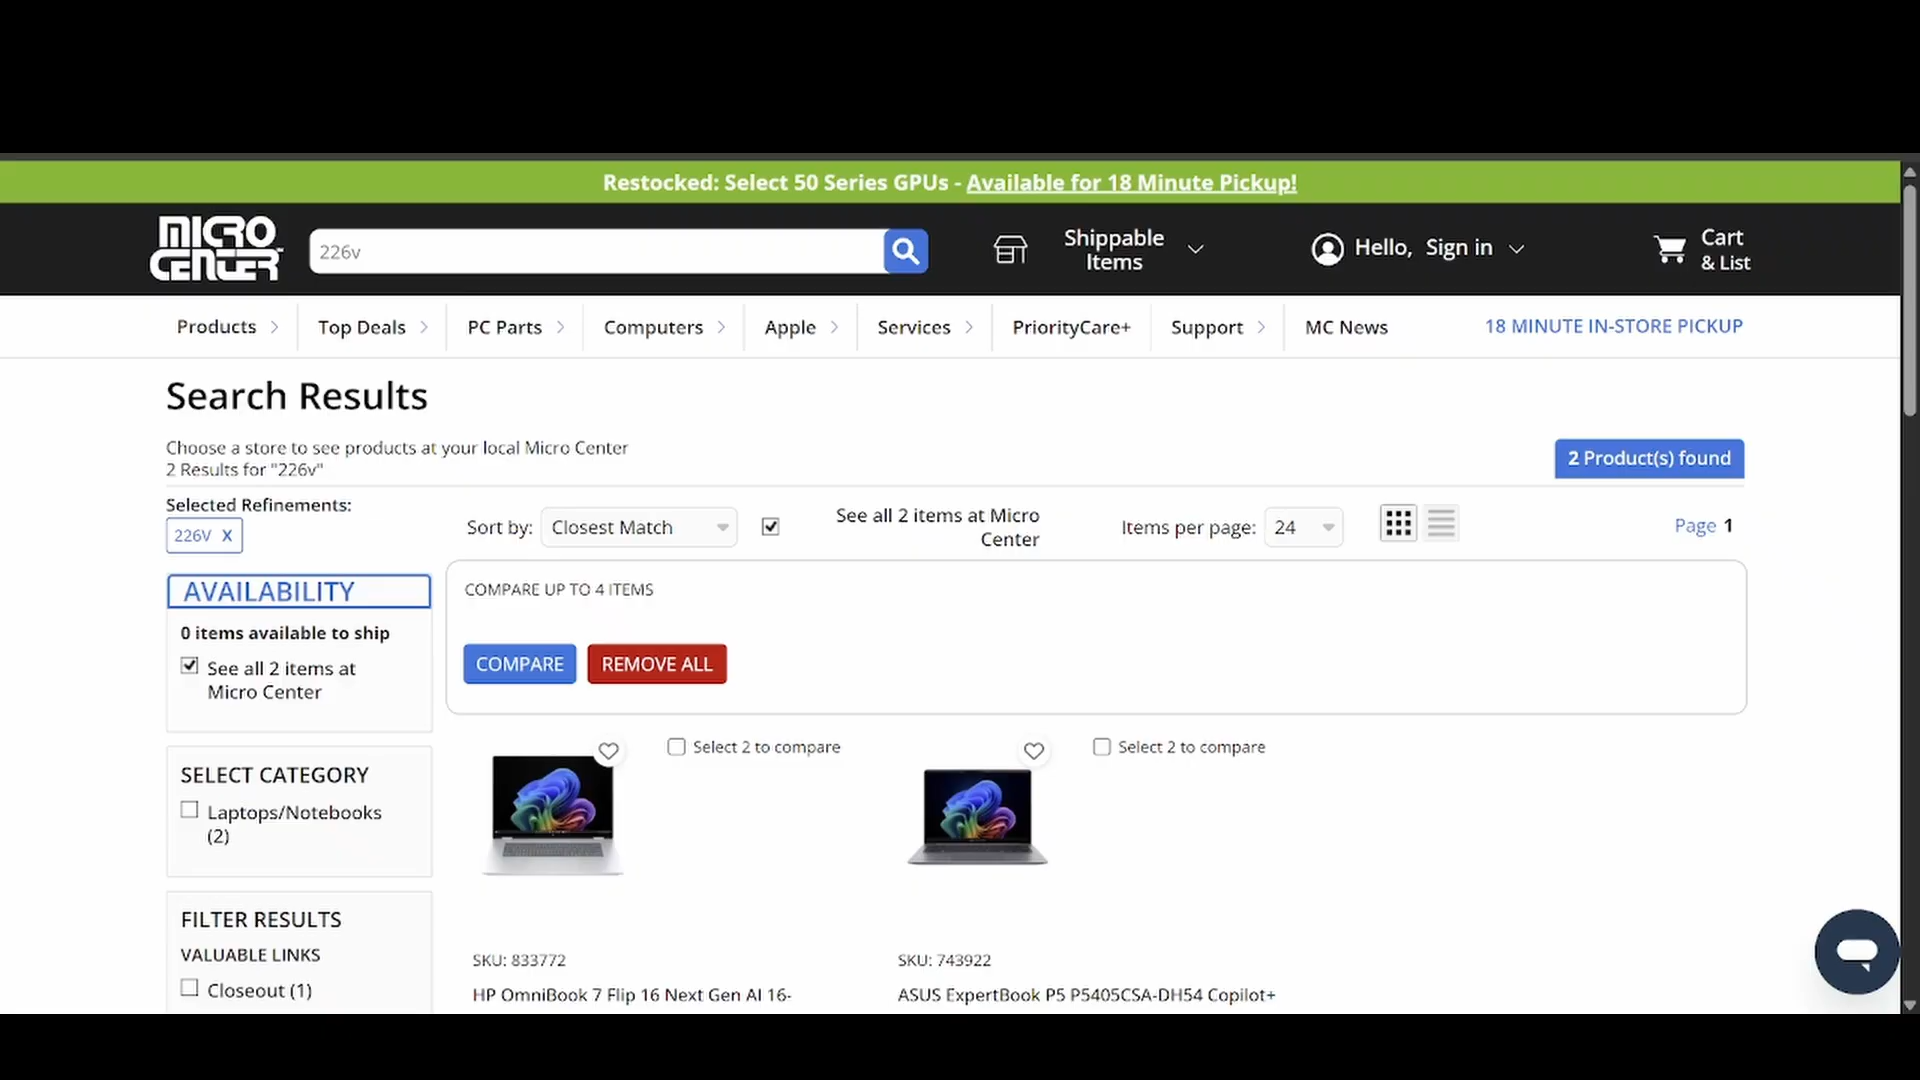 Restocked: Select 50 Series GPUs - Available for 18 Minute Pickup!
MICRO CENTER
226v
Shippable Items
Hello, Sign in
Cart & List
Products
Top Deals
PC Parts
Computers
Apple
Services
PriorityCare+
Support
MC News
18 MINUTE IN-STORE PICKUP
Search Results
Choose a store to see products at your local Micro Center
2 Results for "226v"
2 Product(s) found
Selected Refinements:
226V X
Sort by: Closest Match
See all 2 items at Micro Center
Items per page: 24
Page 1
AVAILABILITY
0 items available to ship
See all 2 items at
Micro Center
COMPARE UP TO 4 ITEMS
COMPARE
REMOVE ALL
SELECT CATEGORY
Laptops/Notebooks
(2)
FILTER RESULTS
VALUABLE LINKS
Closeout (1)
Select 2 to compare
SKU: 833772
HP OmniBook 7 Flip 16 Next Gen AI 16-
Select 2 to compare
SKU: 743922
ASUS ExpertBook P5 P5405CSA-DH54 Copilot+